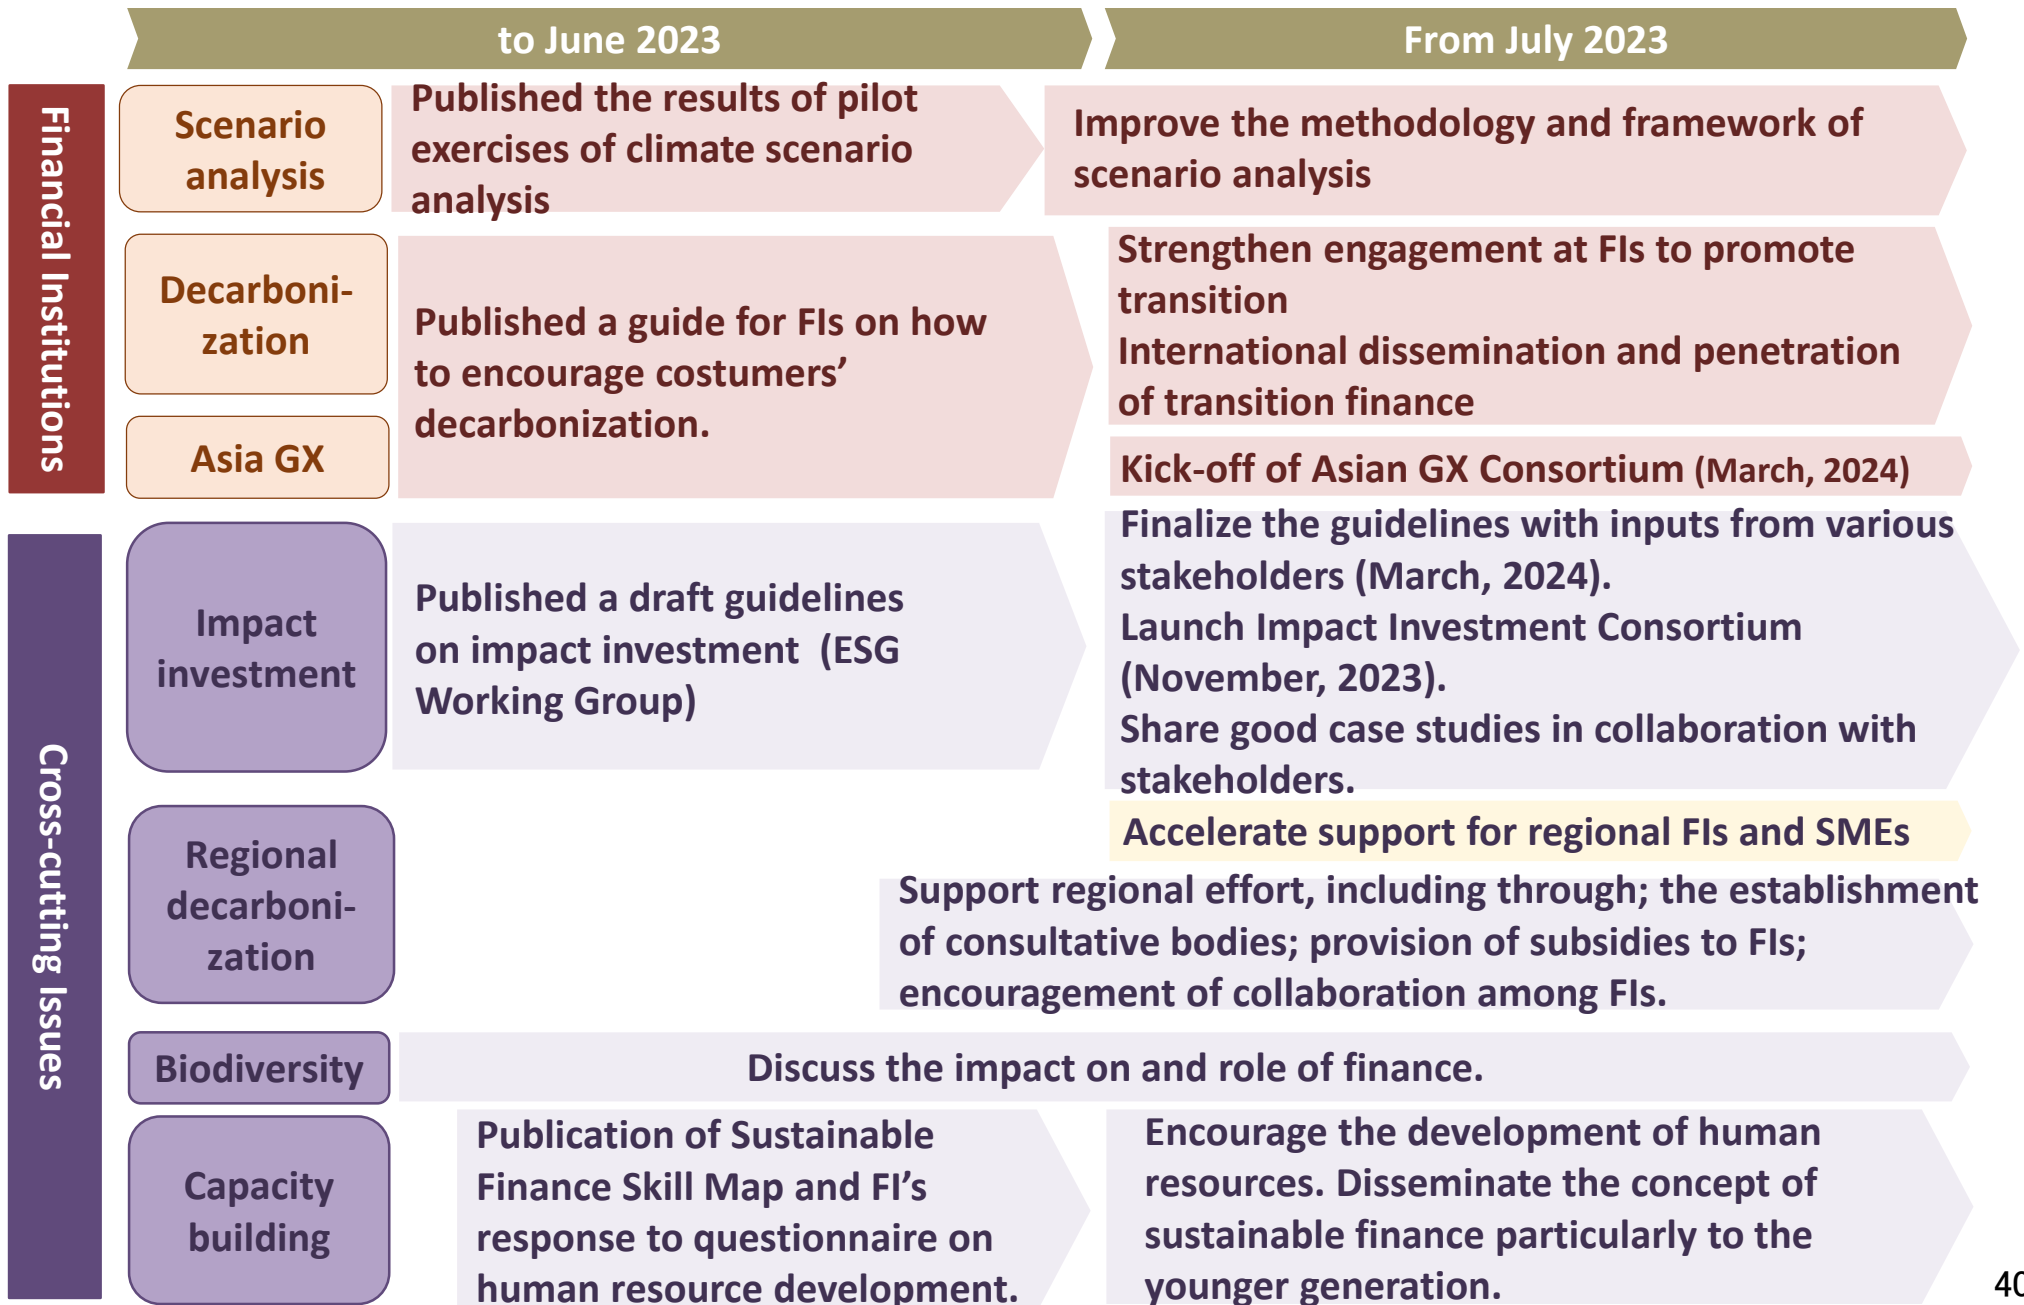 to June 2023
From July 2023
Financial Institutions
Scenario
analysis
Published the results of pilot
exercises of climate scenario
analysis
Improve the methodology and framework of
scenario analysis
Decarboni-
zation
Asia GX
Published a guide for FIs on how
to encourage costumers’
decarbonization.
Strengthen engagement at FIs to promote
transition
International dissemination and penetration
of transition finance
Kick-off of Asian GX Consortium (March, 2024)
Cross-cutting Issues
Impact
investment
Published a draft guidelines
on impact investment (ESG
Working Group)
Finalize the guidelines with inputs from various
stakeholders (March, 2024).
Launch Impact Investment Consortium
(November, 2023).
Share good case studies in collaboration with
stakeholders.
Regional
decarboni-
zation
Accelerate support for regional FIs and SMEs
Support regional effort, including through; the establishment
of consultative bodies; provision of subsidies to FIs;
encouragement of collaboration among FIs.
Biodiversity
Discuss the impact on and role of finance.
Capacity
building
Publication of Sustainable
Finance Skill Map and FI’s
response to questionnaire on
human resource development.
Encourage the development of human
resources. Disseminate the concept of
sustainable finance particularly to the
younger generation.
40